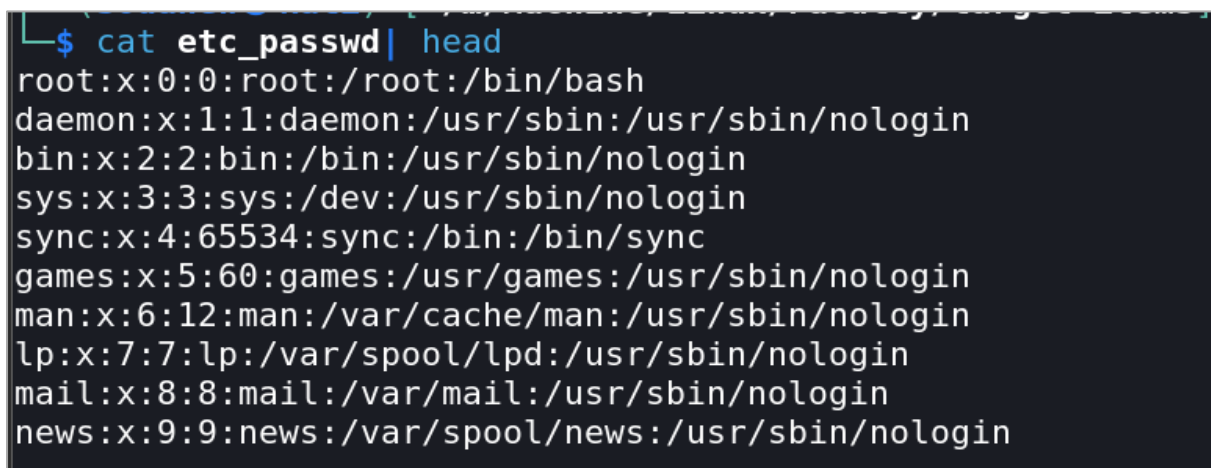 └─$ cat etc_passwd| head
root:x:0:0:root:/root:/bin/bash
daemon:x:1:1:daemon:/usr/sbin:/usr/sbin/nologin
bin:x:2:2:bin:/bin:/usr/sbin/nologin
sys:x:3:3:sys:/dev:/usr/sbin/nologin
sync:x:4:65534:sync:/bin:/bin/sync
games:x:5:60:games:/usr/games:/usr/sbin/nologin
man:x:6:12:man:/var/cache/man:/usr/sbin/nologin
lp:x:7:7:lp:/var/spool/lpd:/usr/sbin/nologin
mail:x:8:8:mail:/var/mail:/usr/sbin/nologin
news:x:9:9:news:/var/spool/news:/usr/sbin/nologin